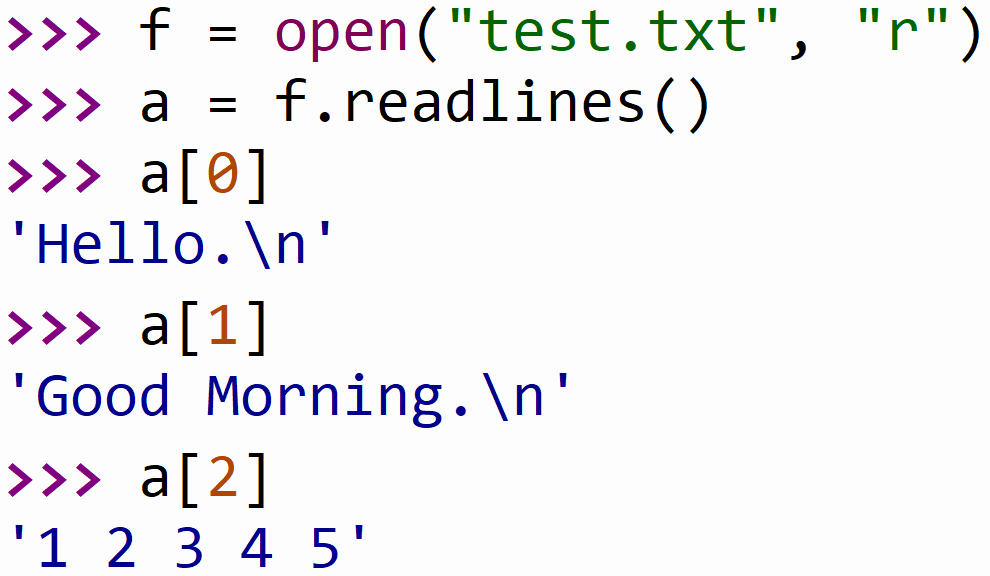 >>> f = open("test.txt", "r")
>>> a = f.readlines()
>>> a[0]
'Hello.\n'
>>> a[1]
'Good Morning.\n'
>>> a[2]
'1 2 3 4 5'